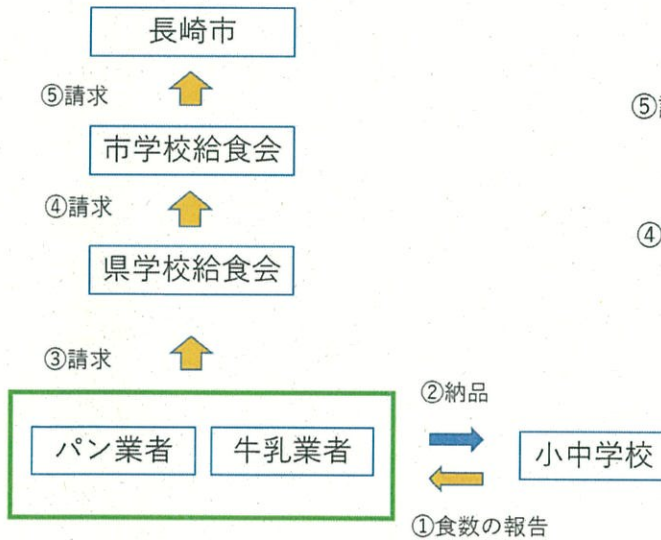 長崎市
⑤請求
市学校給食会
④請求
県学校給食会
③請求
パン業者
牛乳業者
②納品
小中学校
①食数の報告
⑤
④